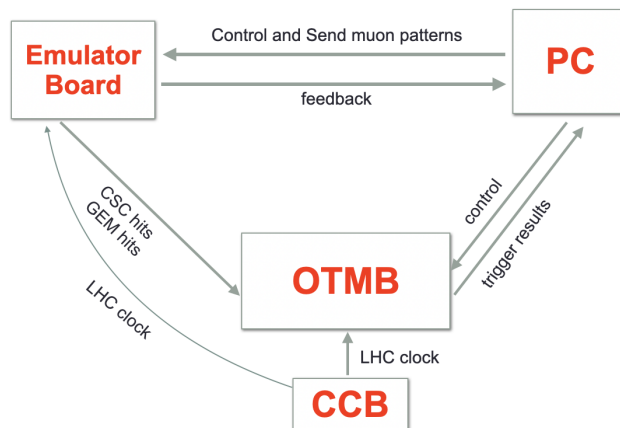 Control and Send muon patterns
Emulator
Board
PC
feedback
CSC hits
GEM hits
control
trigger results
OTMB
LHC clock
LHC clock
CCB